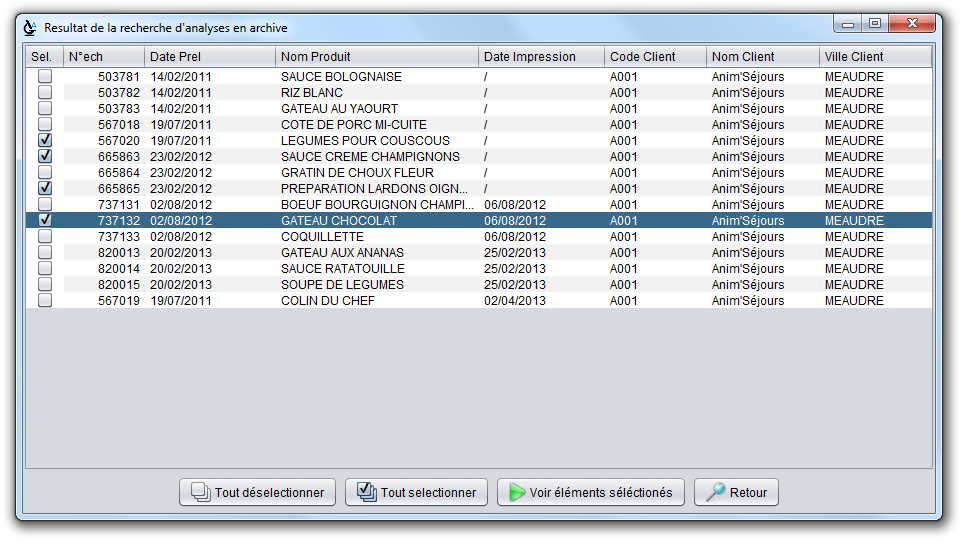 Resultat de la recherche d'analyses en archive
Sel. N°ech Date Prel Nom Produit Date Impression Code Client Nom Client Ville Client
503781 14/02/2011 SAUCE BOLOGNAISE / A001 Anim'Séjours MEAUDRE
503782 14/02/2011 RIZ BLANC / A001 Anim'Séjours MEAUDRE
503783 14/02/2011 GATEAU AU YAOURT / A001 Anim'Séjours MEAUDRE
567018 19/07/2011 COTE DE PORC MI-CUITE / A001 Anim'Séjours MEAUDRE
567020 19/07/2011 LEGUMES POUR COUSCOUS / A001 Anim'Séjours MEAUDRE
665863 23/02/2012 SAUCE CREME CHAMPIGNONS / A001 Anim'Séjours MEAUDRE
665864 23/02/2012 GRATIN DE CHOUX FLEUR / A001 Anim'Séjours MEAUDRE
665865 23/02/2012 PREPARATION LARDONS OIGN... / A001 Anim'Séjours MEAUDRE
737131 02/08/2012 BOEUF BOURGUIGNON CHAMPI... 06/08/2012 A001 Anim'Séjours MEAUDRE
737132 02/08/2012 GATEAU CHOCOLAT 06/08/2012 A001 Anim'Séjours MEAUDRE
737133 02/08/2012 COQUILLETTE 06/08/2012 A001 Anim'Séjours MEAUDRE
820013 20/02/2013 GATEAU AUX ANANAS 25/02/2013 A001 Anim'Séjours MEAUDRE
820014 20/02/2013 SAUCE RATATOUILLE 25/02/2013 A001 Anim'Séjours MEAUDRE
820015 20/02/2013 SOUPE DE LEGUMES 25/02/2013 A001 Anim'Séjours MEAUDRE
567019 19/07/2011 COLIN DU CHEF 02/04/2013 A001 Anim'Séjours MEAUDRE
Tout déselectionner Tout selectionner Voir éléments séléctionés Retour